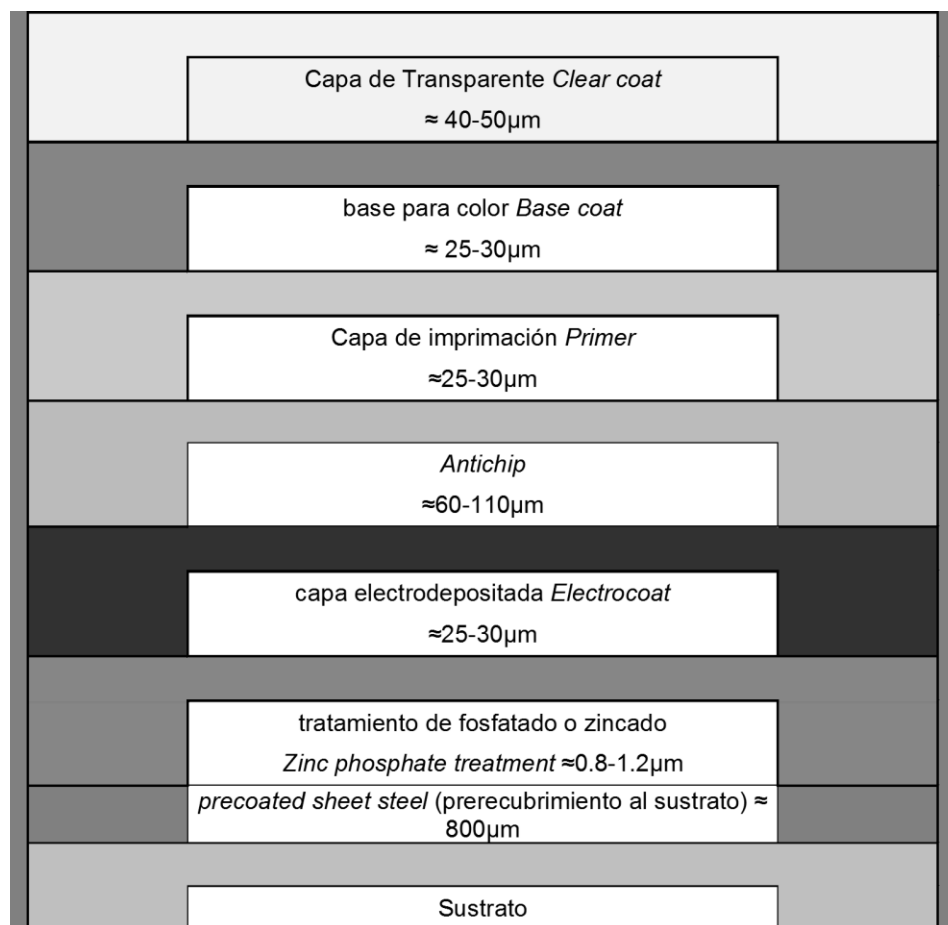 Capa de Transparente Clear coat
≈ 40-50µm
base para color Base coat
≈ 25-30µm
Capa de imprimación Primer
≈25-30µm
Antichip
≈60-110µm
capa electrodepositada Electrocoat
≈25-30µm
tratamiento de fosfatado o zincado
Zinc phosphate treatment ≈0.8-1.2µm
precoated sheet steel (prerecubrimiento al sustrato) ≈
800µm
Sustrato